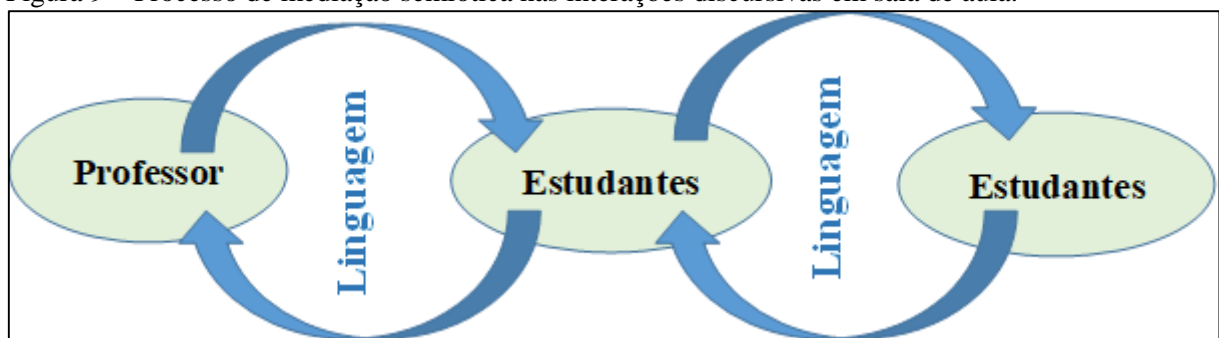 Figura 9 – Processo de mediação semiótica nas interações discursivas em sala de aula.
Professor
Linguagem
Estudantes
Linguagem
Estudantes